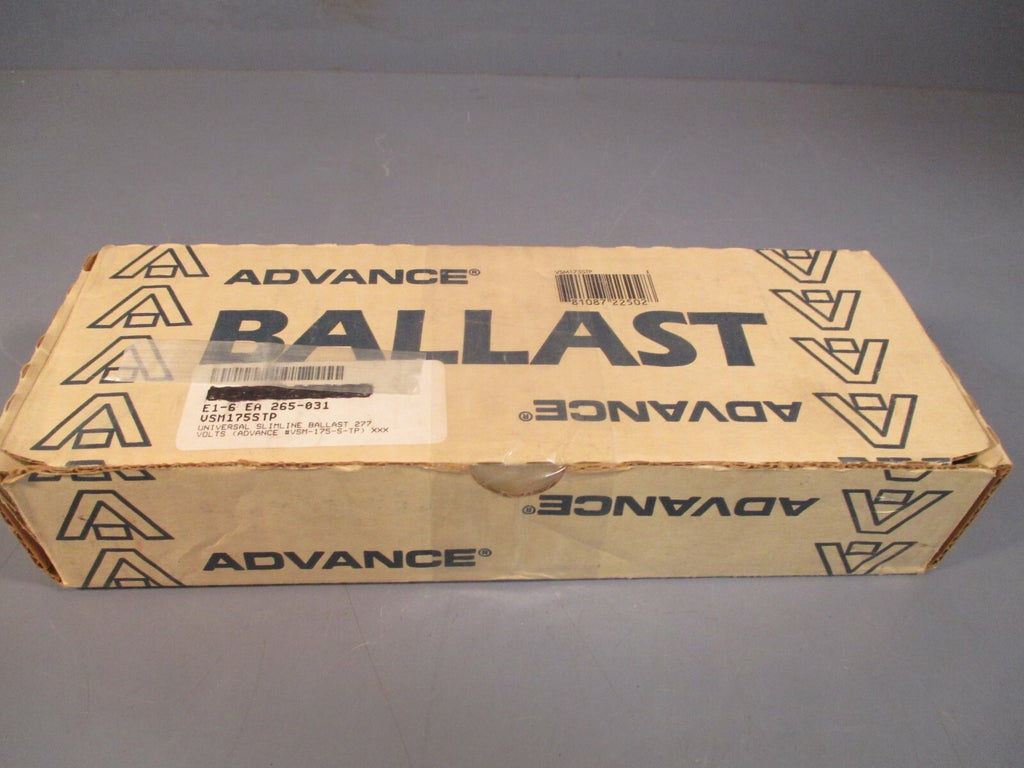 ADVANCE®
VSM175STP 1
81087 22502
BALLAST
E1-6 EA 265-031
VSM175STP
UNIVERSAL SLIMLINE BALLAST 277
VOLTS (ADVANCE #VSM-175-S-TP) XXX
ADVANCE®
ADVANCE®
ADVANCE®